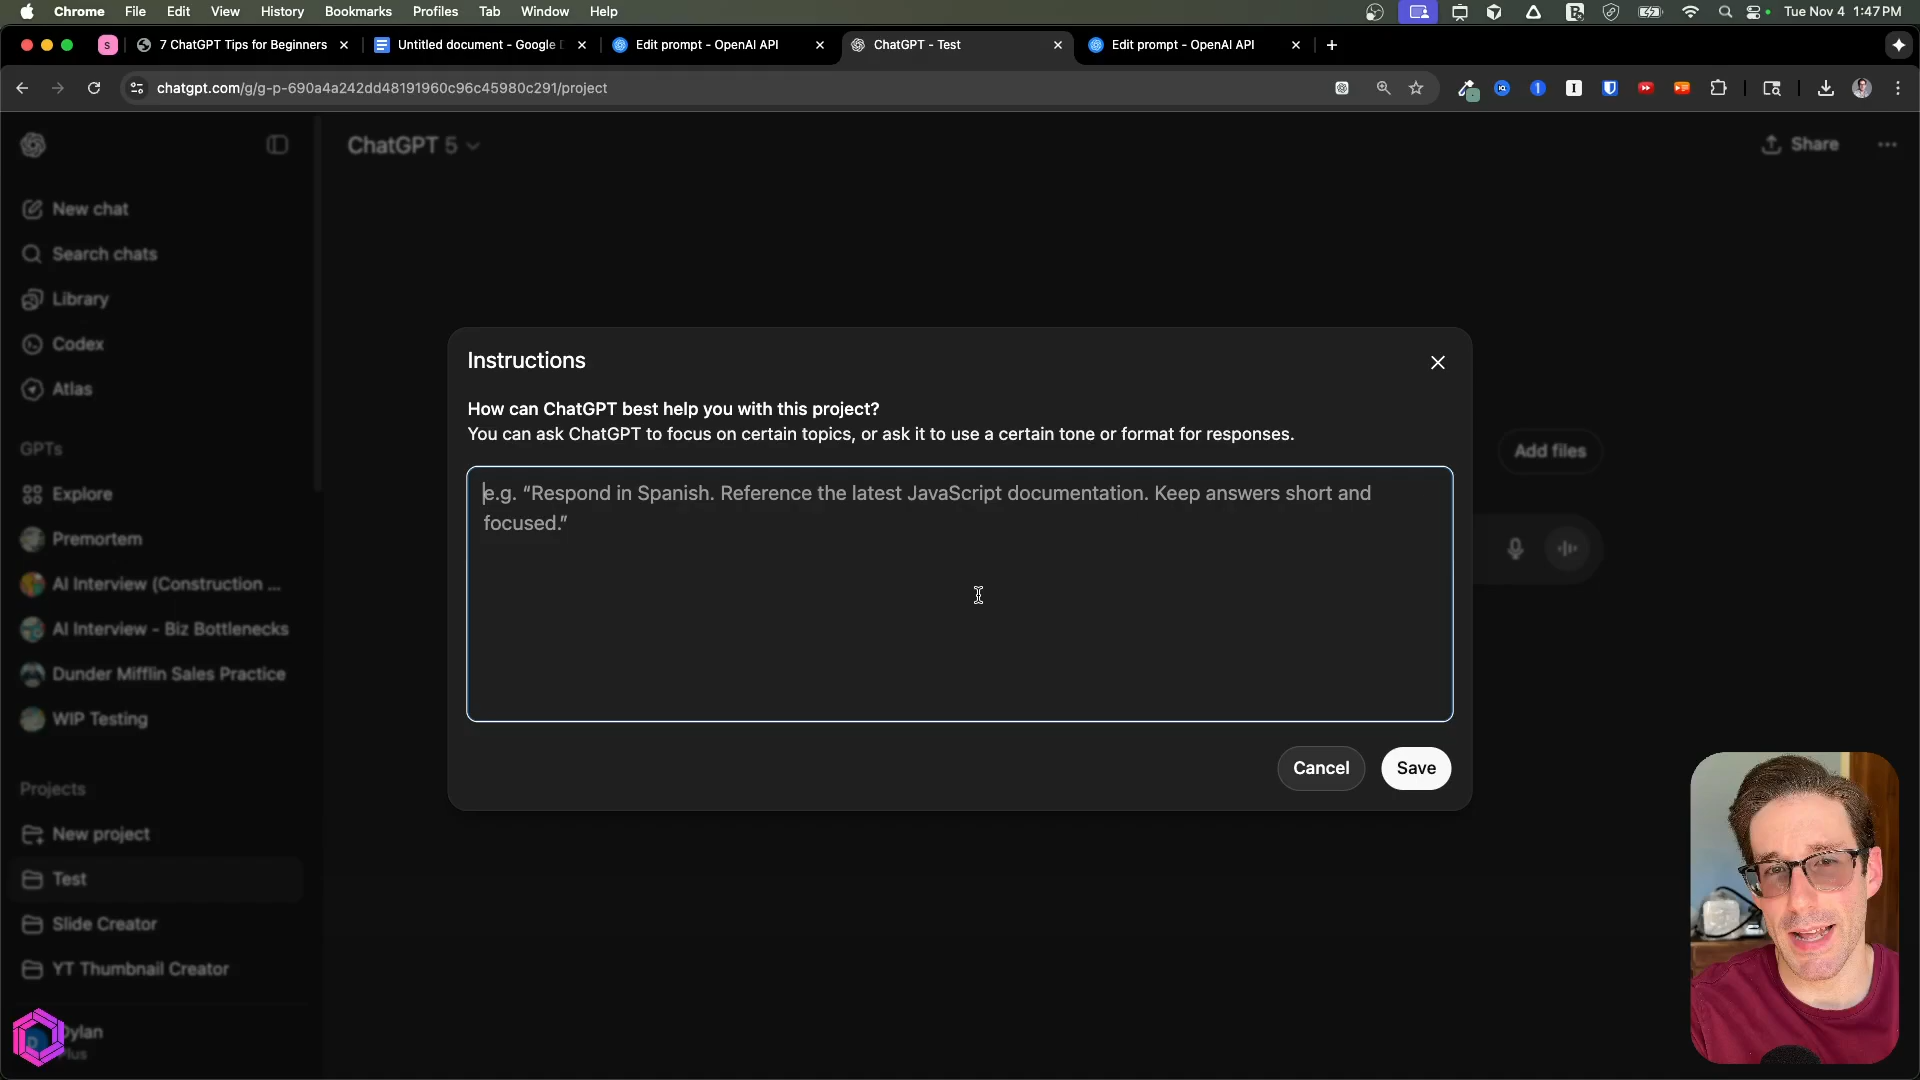 Chrome File Edit View History Bookmarks Profiles Tab Window Help Tue Nov 4 1:47 PM
s 7 ChatGPT Tips for Beginners Untitled document - Google D Edit prompt - OpenAI API ChatGPT - Test Edit prompt - OpenAI API
chatgpt.com/g/g-p-690a4a242dd48191960c96c45980c291/project
ChatGPT 5
Share
New chat
Search chats
Library
Codex
Atlas
GPTs
Explore
Premortem
AI Interview (Construction ...
AI Interview - Biz Bottlenecks
Dunder Mifflin Sales Practice
WIP Testing
Projects
New project
Test
Slide Creator
YT Thumbnail Creator
Dylan
Plus
Instructions
How can ChatGPT best help you with this project?
You can ask ChatGPT to focus on certain topics, or ask it to use a certain tone or format for responses.
e.g. “Respond in Spanish. Reference the latest JavaScript documentation. Keep answers short and
focused.”
Cancel
Save
Add files